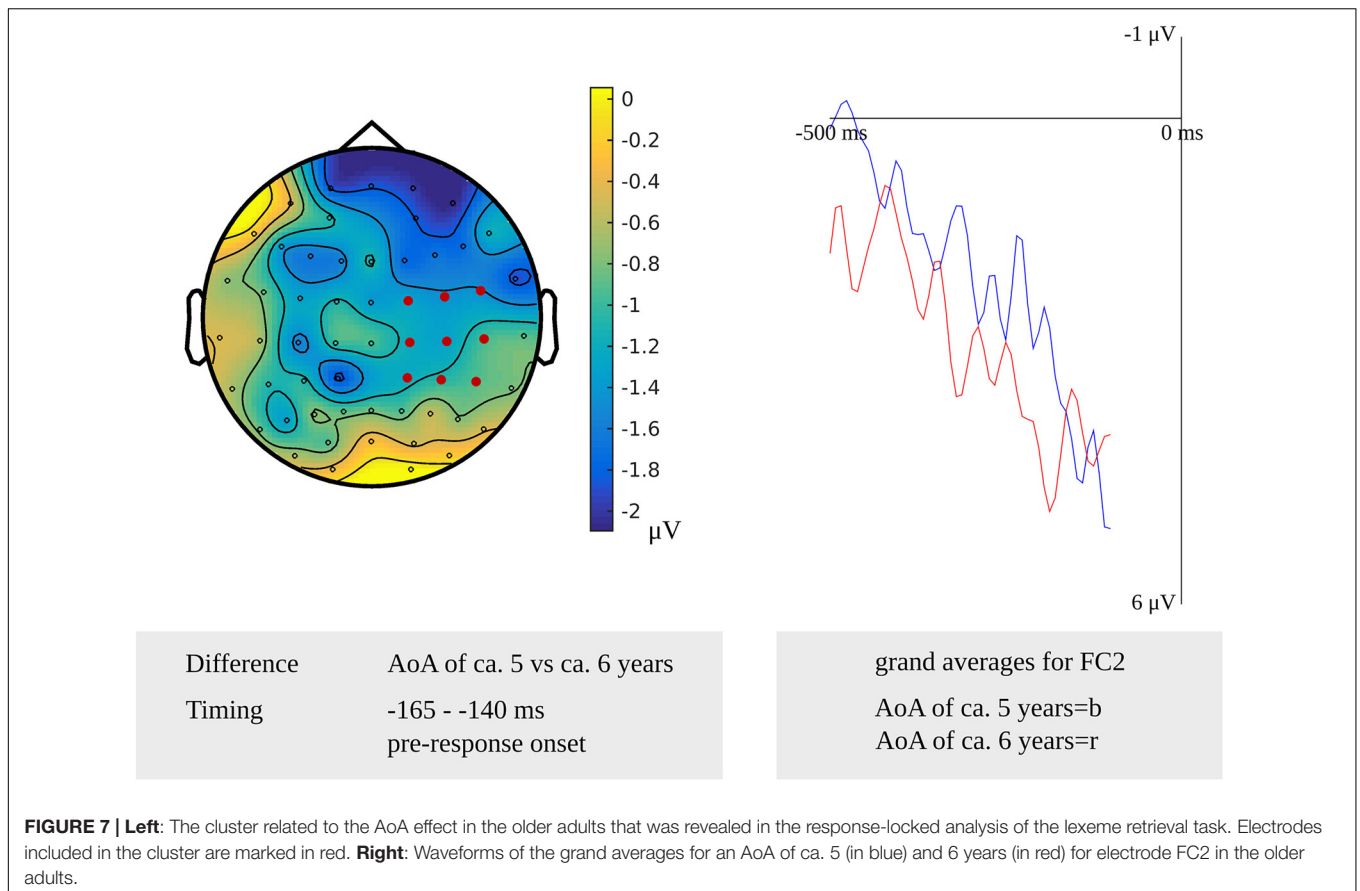 -1 μV
0
-0.2
-0.4
-0.6
-0.8
-1
-1.2
-1.4
-1.6
-1.8
-2
μV
-500 ms
0 ms
6 μV
Difference AoA of ca. 5 vs ca. 6 years
Timing -165 - -140 ms
pre-response onset
grand averages for FC2
AoA of ca. 5 years=b
AoA of ca. 6 years=r
FIGURE 7 | Left: The cluster related to the AoA effect in the older adults that was revealed in the response-locked analysis of the lexeme retrieval task. Electrodes
included in the cluster are marked in red. Right: Waveforms of the grand averages for an AoA of ca. 5 (in blue) and 6 years (in red) for electrode FC2 in the older
adults.